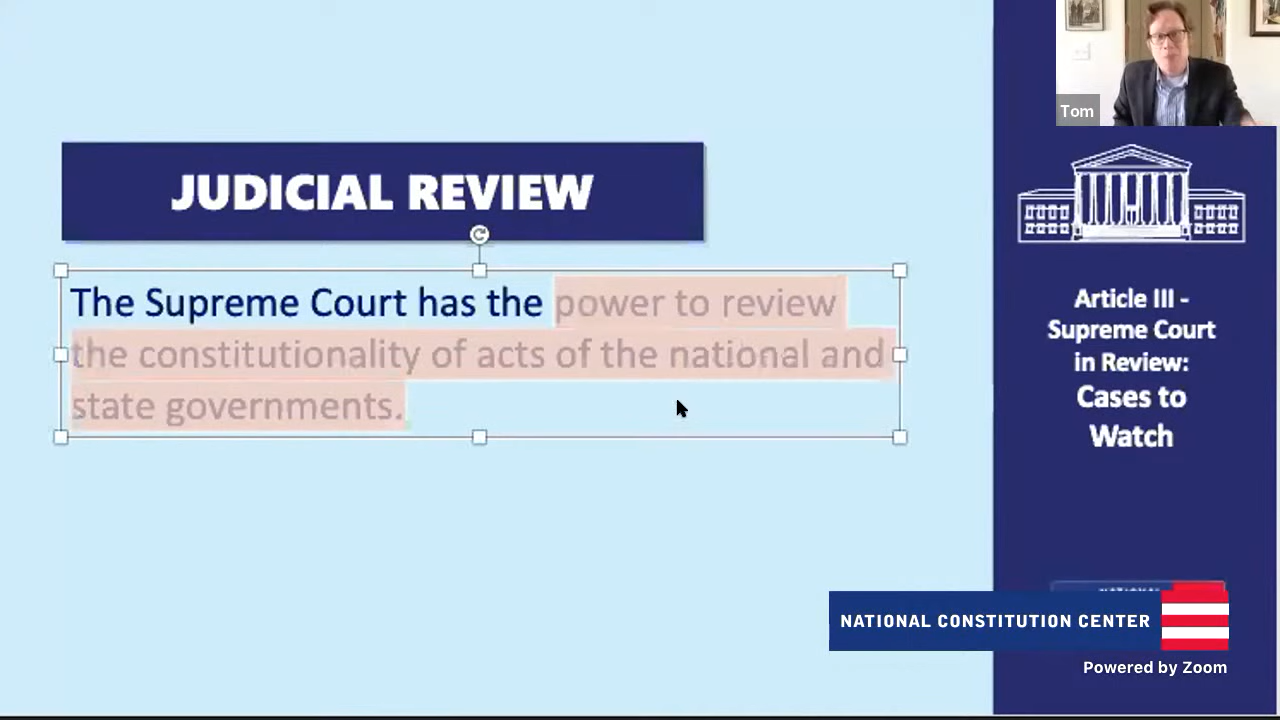 Tom
JUDICIAL REVIEW
The Supreme Court has the power to review
the constitutionality of acts of the national and
state governments.
Article III -
Supreme Court
in Review:
Cases to
Watch
NATIONAL
NATIONAL CONSTITUTION CENTER
Powered by Zoom